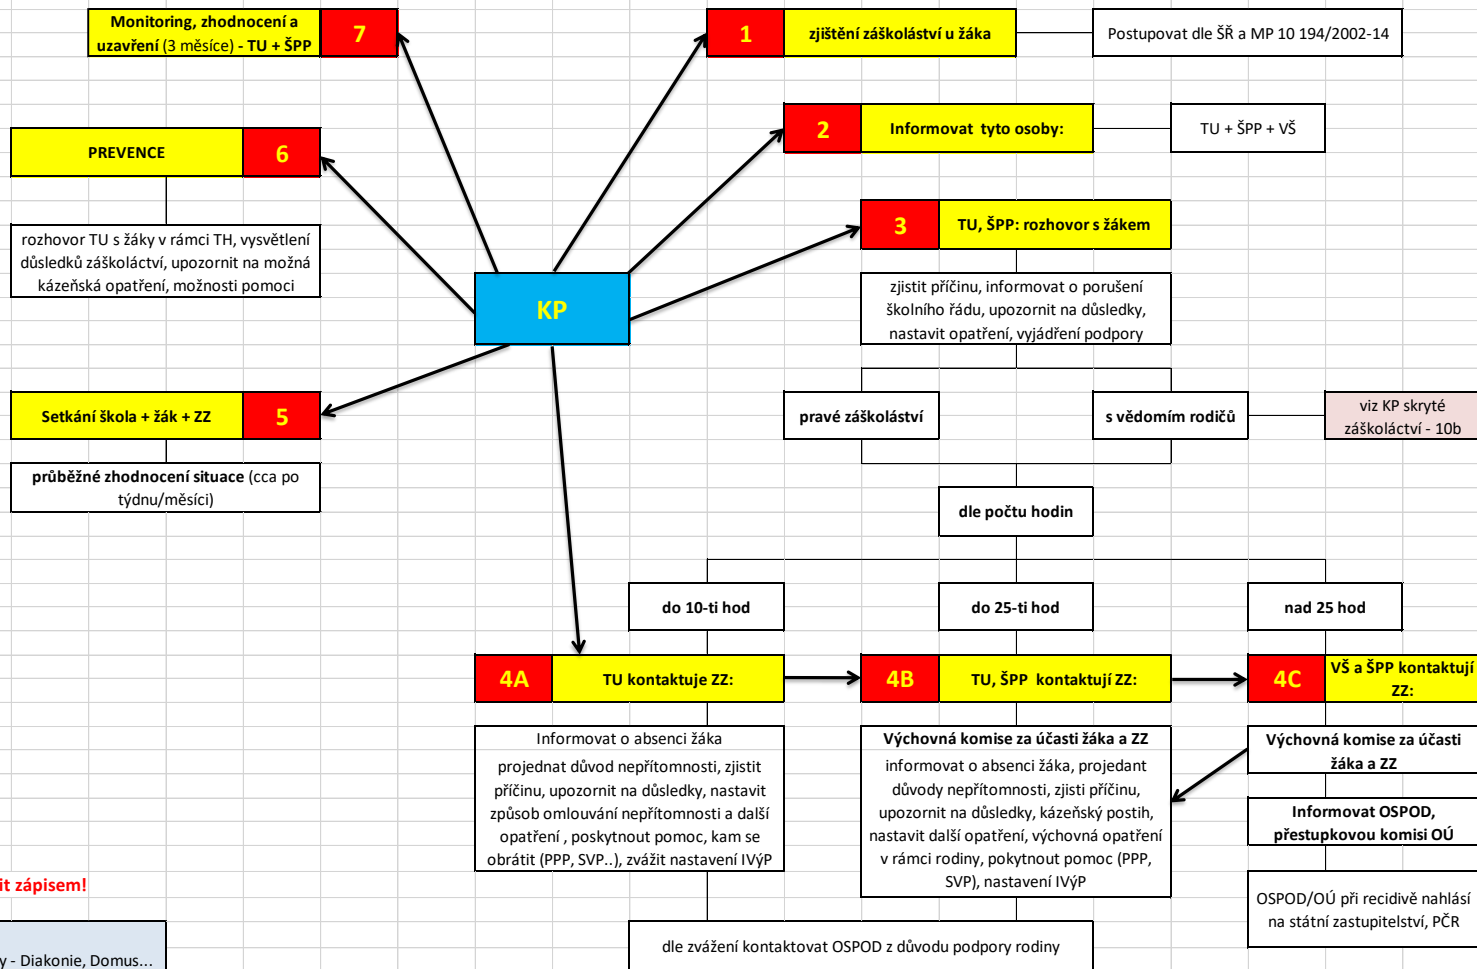 Monitoring, zhodnocení a
uzavření (3 měsíce) - TU + ŠPP
7
1
zjištění záškoláství u žáka
Postupovat dle ŠŘ a MP 10 194/2002-14
2
Informovat tyto osoby:
TU + ŠPP + VŠ
PREVENCE
6
rozhovor TU s žáky v rámci TH, vysvětlení
důsledků záškoláctví, upozornit na možná
kázeňská opatření, možnosti pomoci
3
TU, ŠPP: rozhovor s žákem
zjistit příčinu, informovat o porušení
školního řádu, upozornit na důsledky,
nastavit opatření, vyjádření podpory
KP
Setkání škola + žák + ZZ
5
průběžné zhodnocení situace (cca po
týdnu/měsíci)
pravé záškoláství
s vědomím rodičů
viz KP skryté
záškoláctví - 10b
dle počtu hodin
do 10-ti hod
do 25-ti hod
nad 25 hod
4A
TU kontaktuje ZZ:
4B
TU, ŠPP kontaktují ZZ:
4C
VŠ a ŠPP kontaktují
ZZ:
Informovat o absenci žáka
projednat důvod nepřítomnosti, zjistit
příčinu, upozornit na důsledky, nastavit
způsob omlouvání nepřítomnosti a další
opatření , poskytnout pomoc, kam se
obrátit (PPP, SVP..), zvážit nastavení IVýP
Výchovná komise za účasti žáka a ZZ
informovat o absenci žáka, projedant
důvody nepřítomnosti, zjisti příčinu,
upozornit na důsledky, kázeňský postih,
nastavit další opatření, výchovná opatření
v rámci rodiny, pokytnout pomoc (PPP,
SVP), nastavení IVýP
Výchovná komise za účasti
žáka a ZZ
Informovat OSPOD,
přestupkovou komisi OÚ
OSPOD/OÚ při recidivě nahlásí
na státní zastupitelství, PČR
it zápisem!
y - Diakonie, Domus...
dle zvážení kontaktovat OSPOD z důvodu podpory rodiny